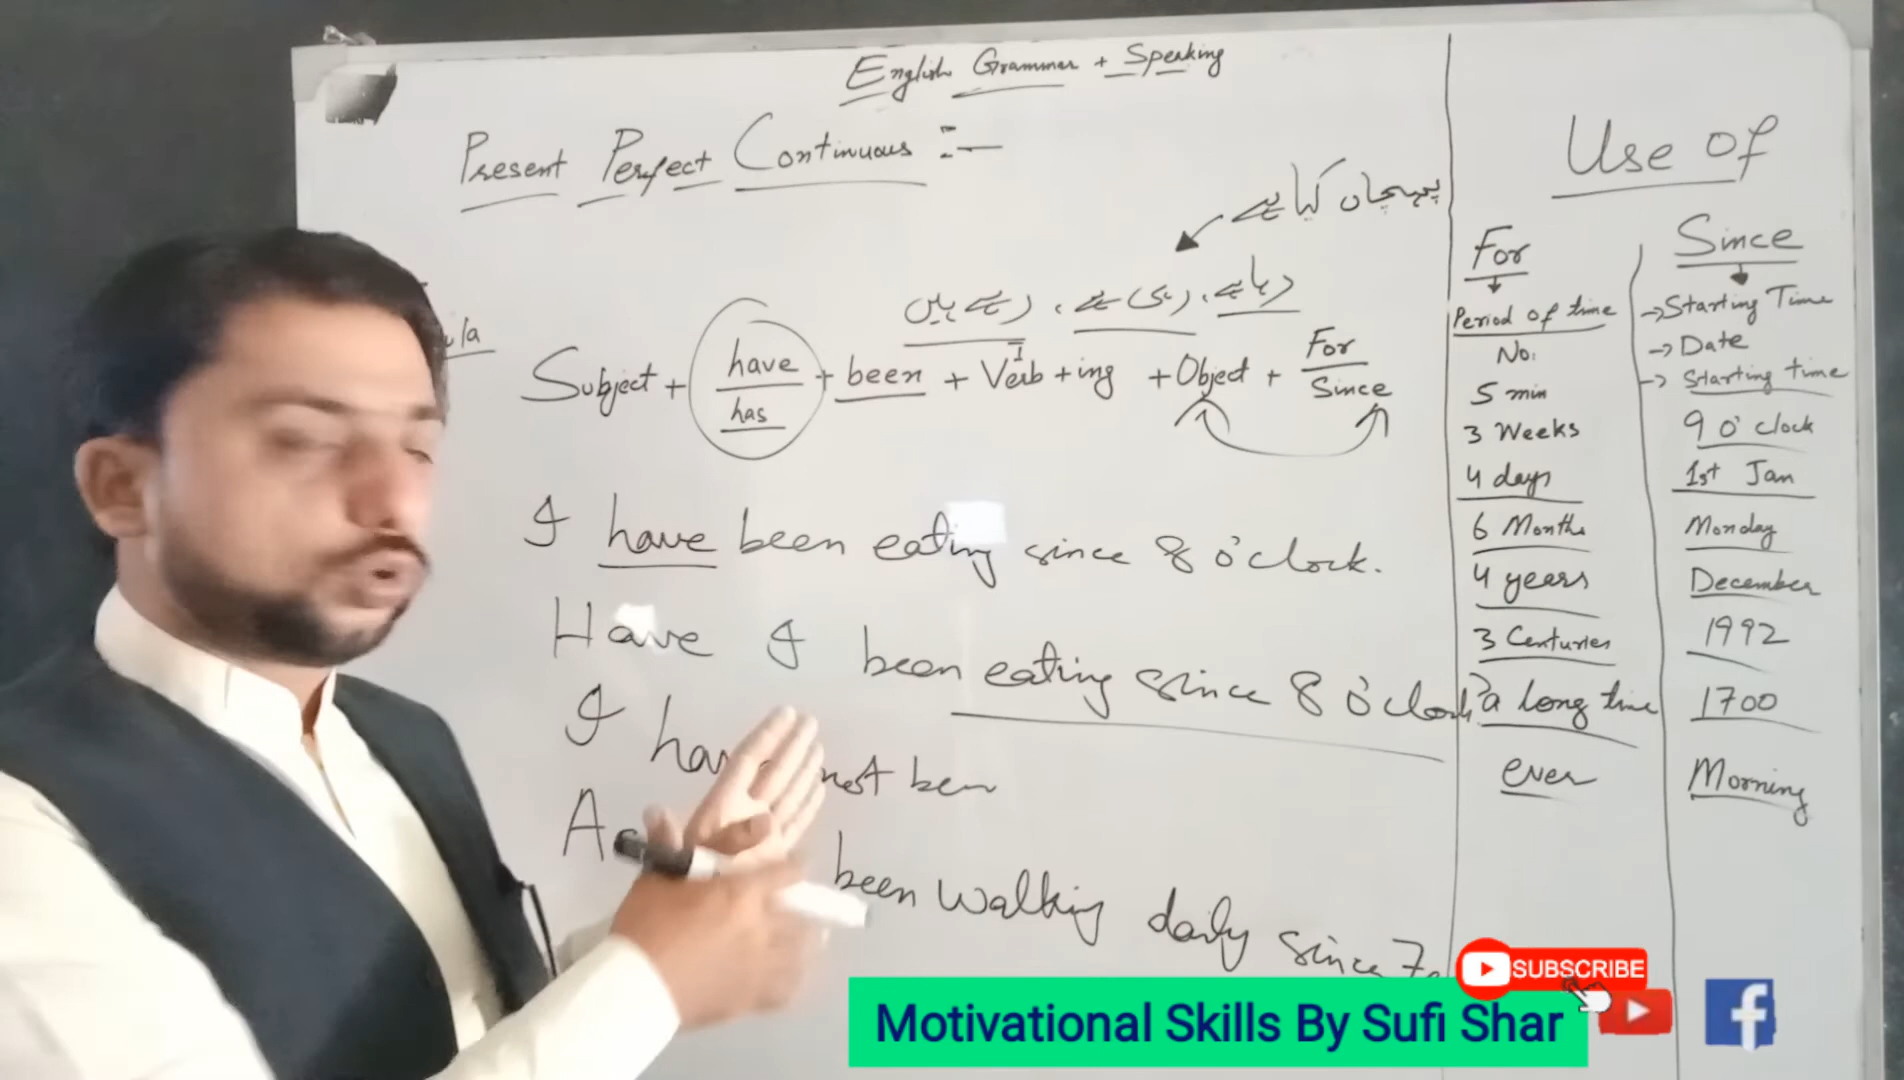 English Grammar + Speaking
Present Perfect Continuous :-
پہچان کیا ہے
رہا ہے، رہی ہے، رہے ہیں
Subject + have/has + been + Verb I + ing + Object + For/Since
I have been eating since 8 o'clock.
Have I been eating since 8 o'clock?
I have not been
been walking daily since 7
Use Of
For
Period of time
No:
5 min
3 Weeks
4 days
6 Months
4 years
3 Centuries
a long time
ever
Since
→ Starting Time
→ Date
→ Starting time
9 o'clock
1st Jan
Monday
December
1992
1700
Morning
SUBSCRIBE
Motivational Skills By Sufi Shar
f